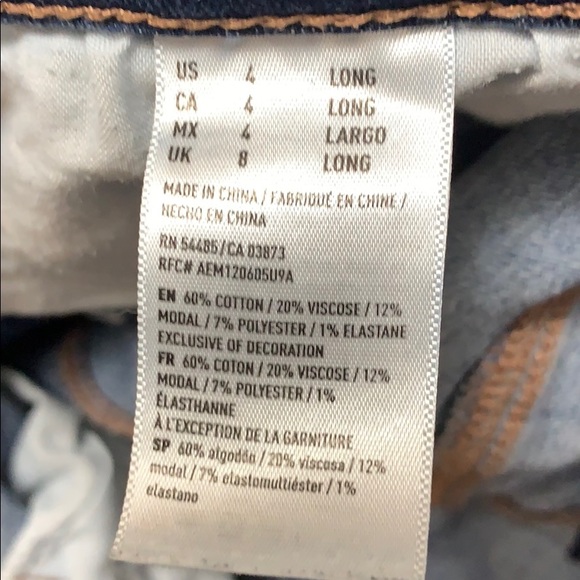 US 4 LONG
CA 4 LONG
MX 4 LARGO
UK 8 LONG
MADE IN CHINA / FABRIQUÉ EN CHINE /
HECHO EN CHINA
RN 54485/CA 03873
RFC# AEM120605U9A
EN 60% COTTON / 20% VISCOSE / 12%
MODAL / 7% POLYESTER / 1% ELASTANE
EXCLUSIVE OF DECORATION
FR 60% COTON / 20% VISCOSE / 12%
MODAL / 7% POLYESTER / 1%
ÉLASTHANNE
À L'EXCEPTION DE LA GARNITURE
SP 60% algodón / 20% viscosa / 12%
modal / 7% elastomultiéster / 1%
elastano